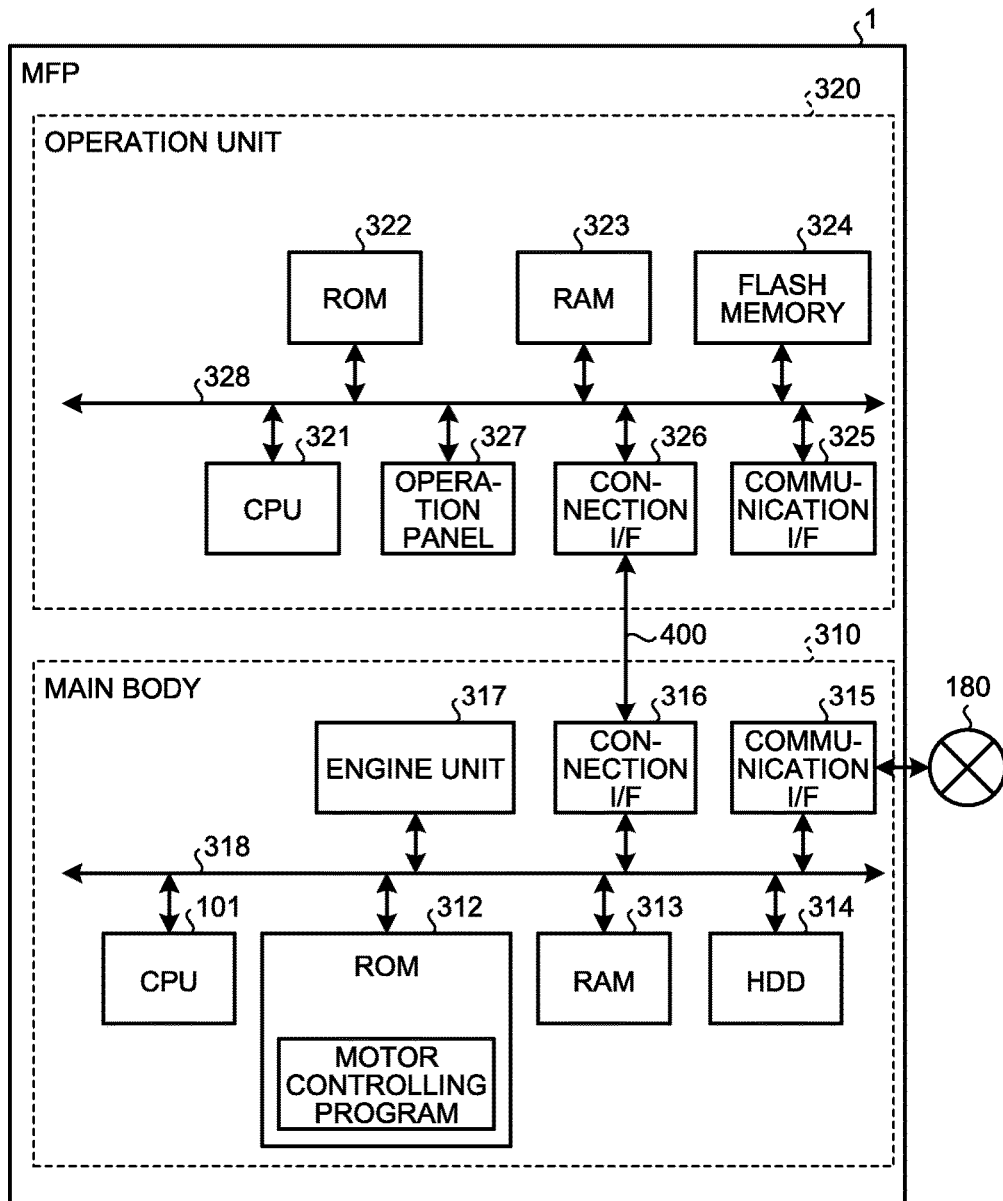 1
MFP
320
OPERATION UNIT
322
323
324
ROM
RAM
FLASH
MEMORY
328
321
327
326
325
CPU
OPERA-
TION
PANEL
CON-
NECTION
I/F
COMMU-
NICATION
I/F
400
310
MAIN BODY
317
316
315
180
ENGINE UNIT
CON-
NECTION
I/F
COMMU-
NICATION
I/F
318
101
312
313
314
CPU
ROM
RAM
HDD
MOTOR
CONTROLLING
PROGRAM